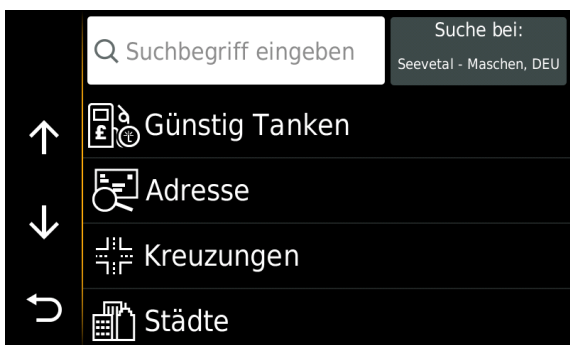 Suchbegriff eingeben
Suche bei:
Seevetal - Maschen, DEU
£
Günstig Tanken
Adresse
Kreuzungen
Städte